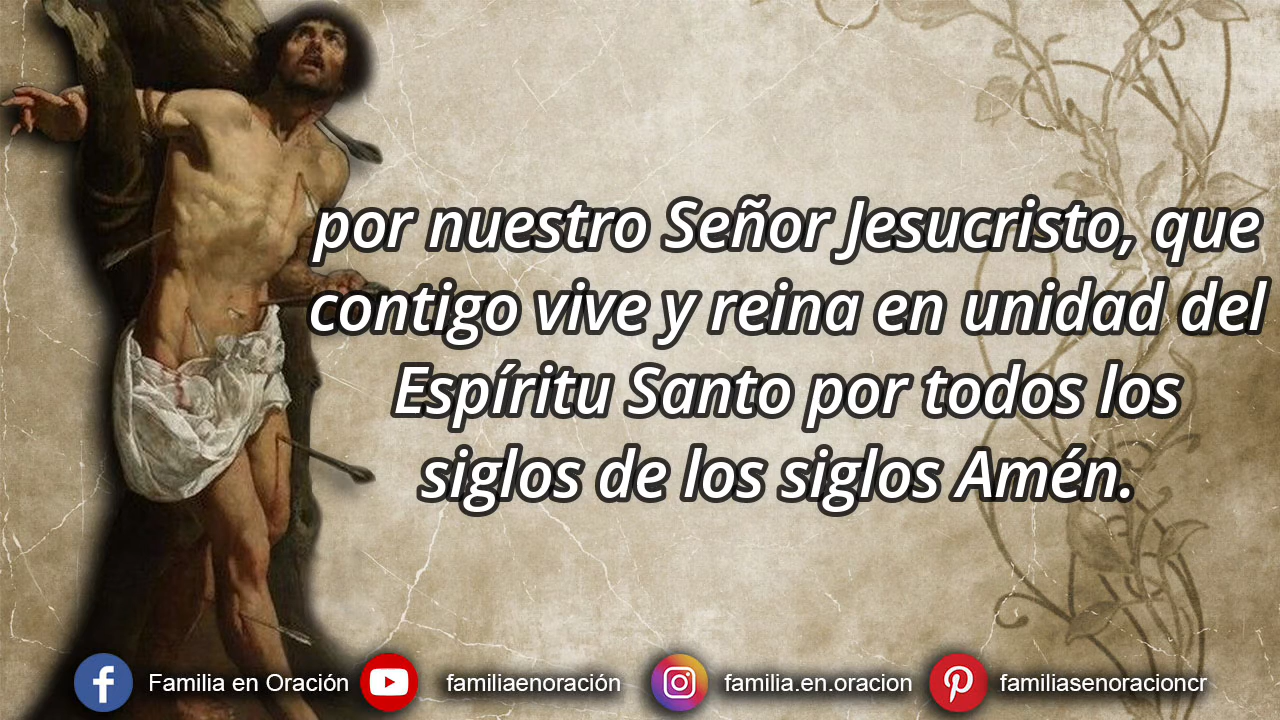 por nuestro Señor Jesucristo, que
contigo vive y reina en unidad del
Espíritu Santo por todos los
siglos de los siglos Amén.
Familia en Oración familiaenoración familia.en.oracion familiasenoracioncr